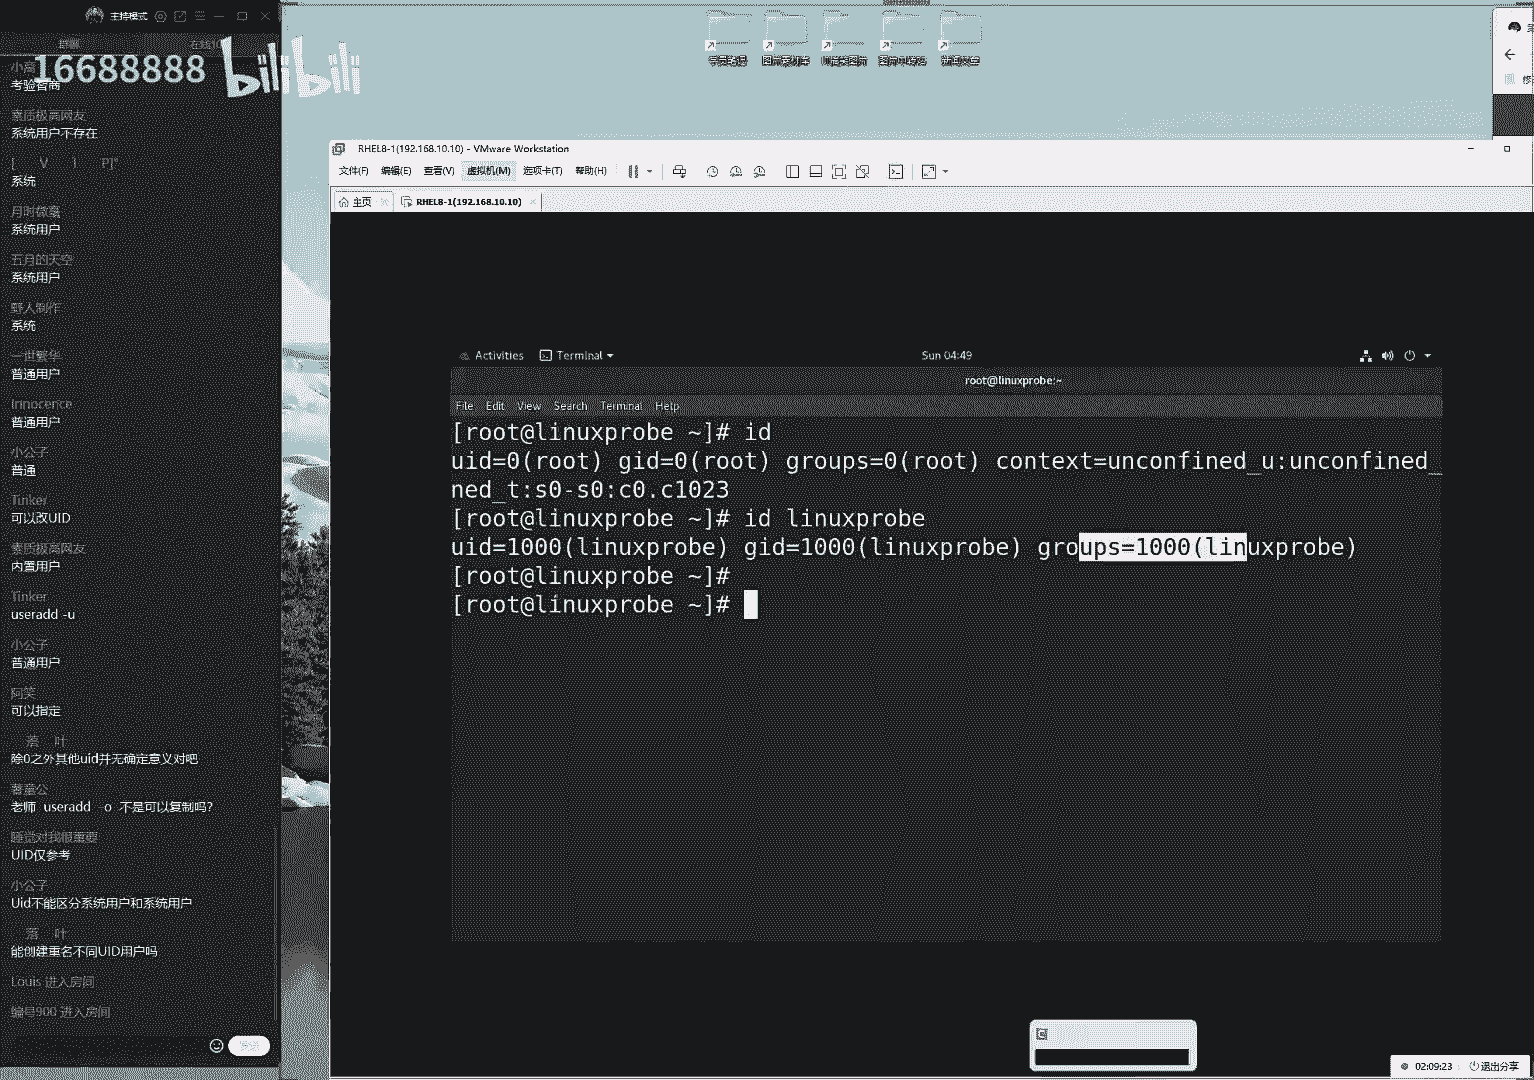 主持模式
16688888
bilibili
考验智商
素质极高网友
系统用户不存在
系统
系统用户
五月的天空
系统用户
野人制作
系统
一世繁华
普通用户
Innocence
普通用户
小公子
普通
Tinker
可以改UID
素质极高网友
内置用户
Tinker
useradd -u
小公子
普通用户
阿笑
可以指定
落 叶
除0之外其他uid并无确定意义对吧
著童公
老师 useradd -o 不是可以复制吗?
睡觉对我很重要
UID仅参考
小公子
Uid不能区分系统用户和系统用户
落 叶
能创建重名不同UID用户吗
Louis 进入房间
编号900 进入房间
发送
RHEL8-1(192.168.10.10) - VMware Workstation
文件(F) 编辑(E) 查看(V) 虚拟机(M) 选项卡(T) 帮助(H)
主页 RHEL8-1(192.168.10.10)
Activities Terminal Sun 04:49
root@linuxprobe:~
File Edit View Search Terminal Help
[root@linuxprobe ~]# id
uid=0(root) gid=0(root) groups=0(root) context=unconfined_u:unconfined_
ned_t:s0-s0:c0.c1023
[root@linuxprobe ~]# id linuxprobe
uid=1000(linuxprobe) gid=1000(linuxprobe) groups=1000(linuxprobe)
[root@linuxprobe ~]#
[root@linuxprobe ~]#
02:09:23 退出分享